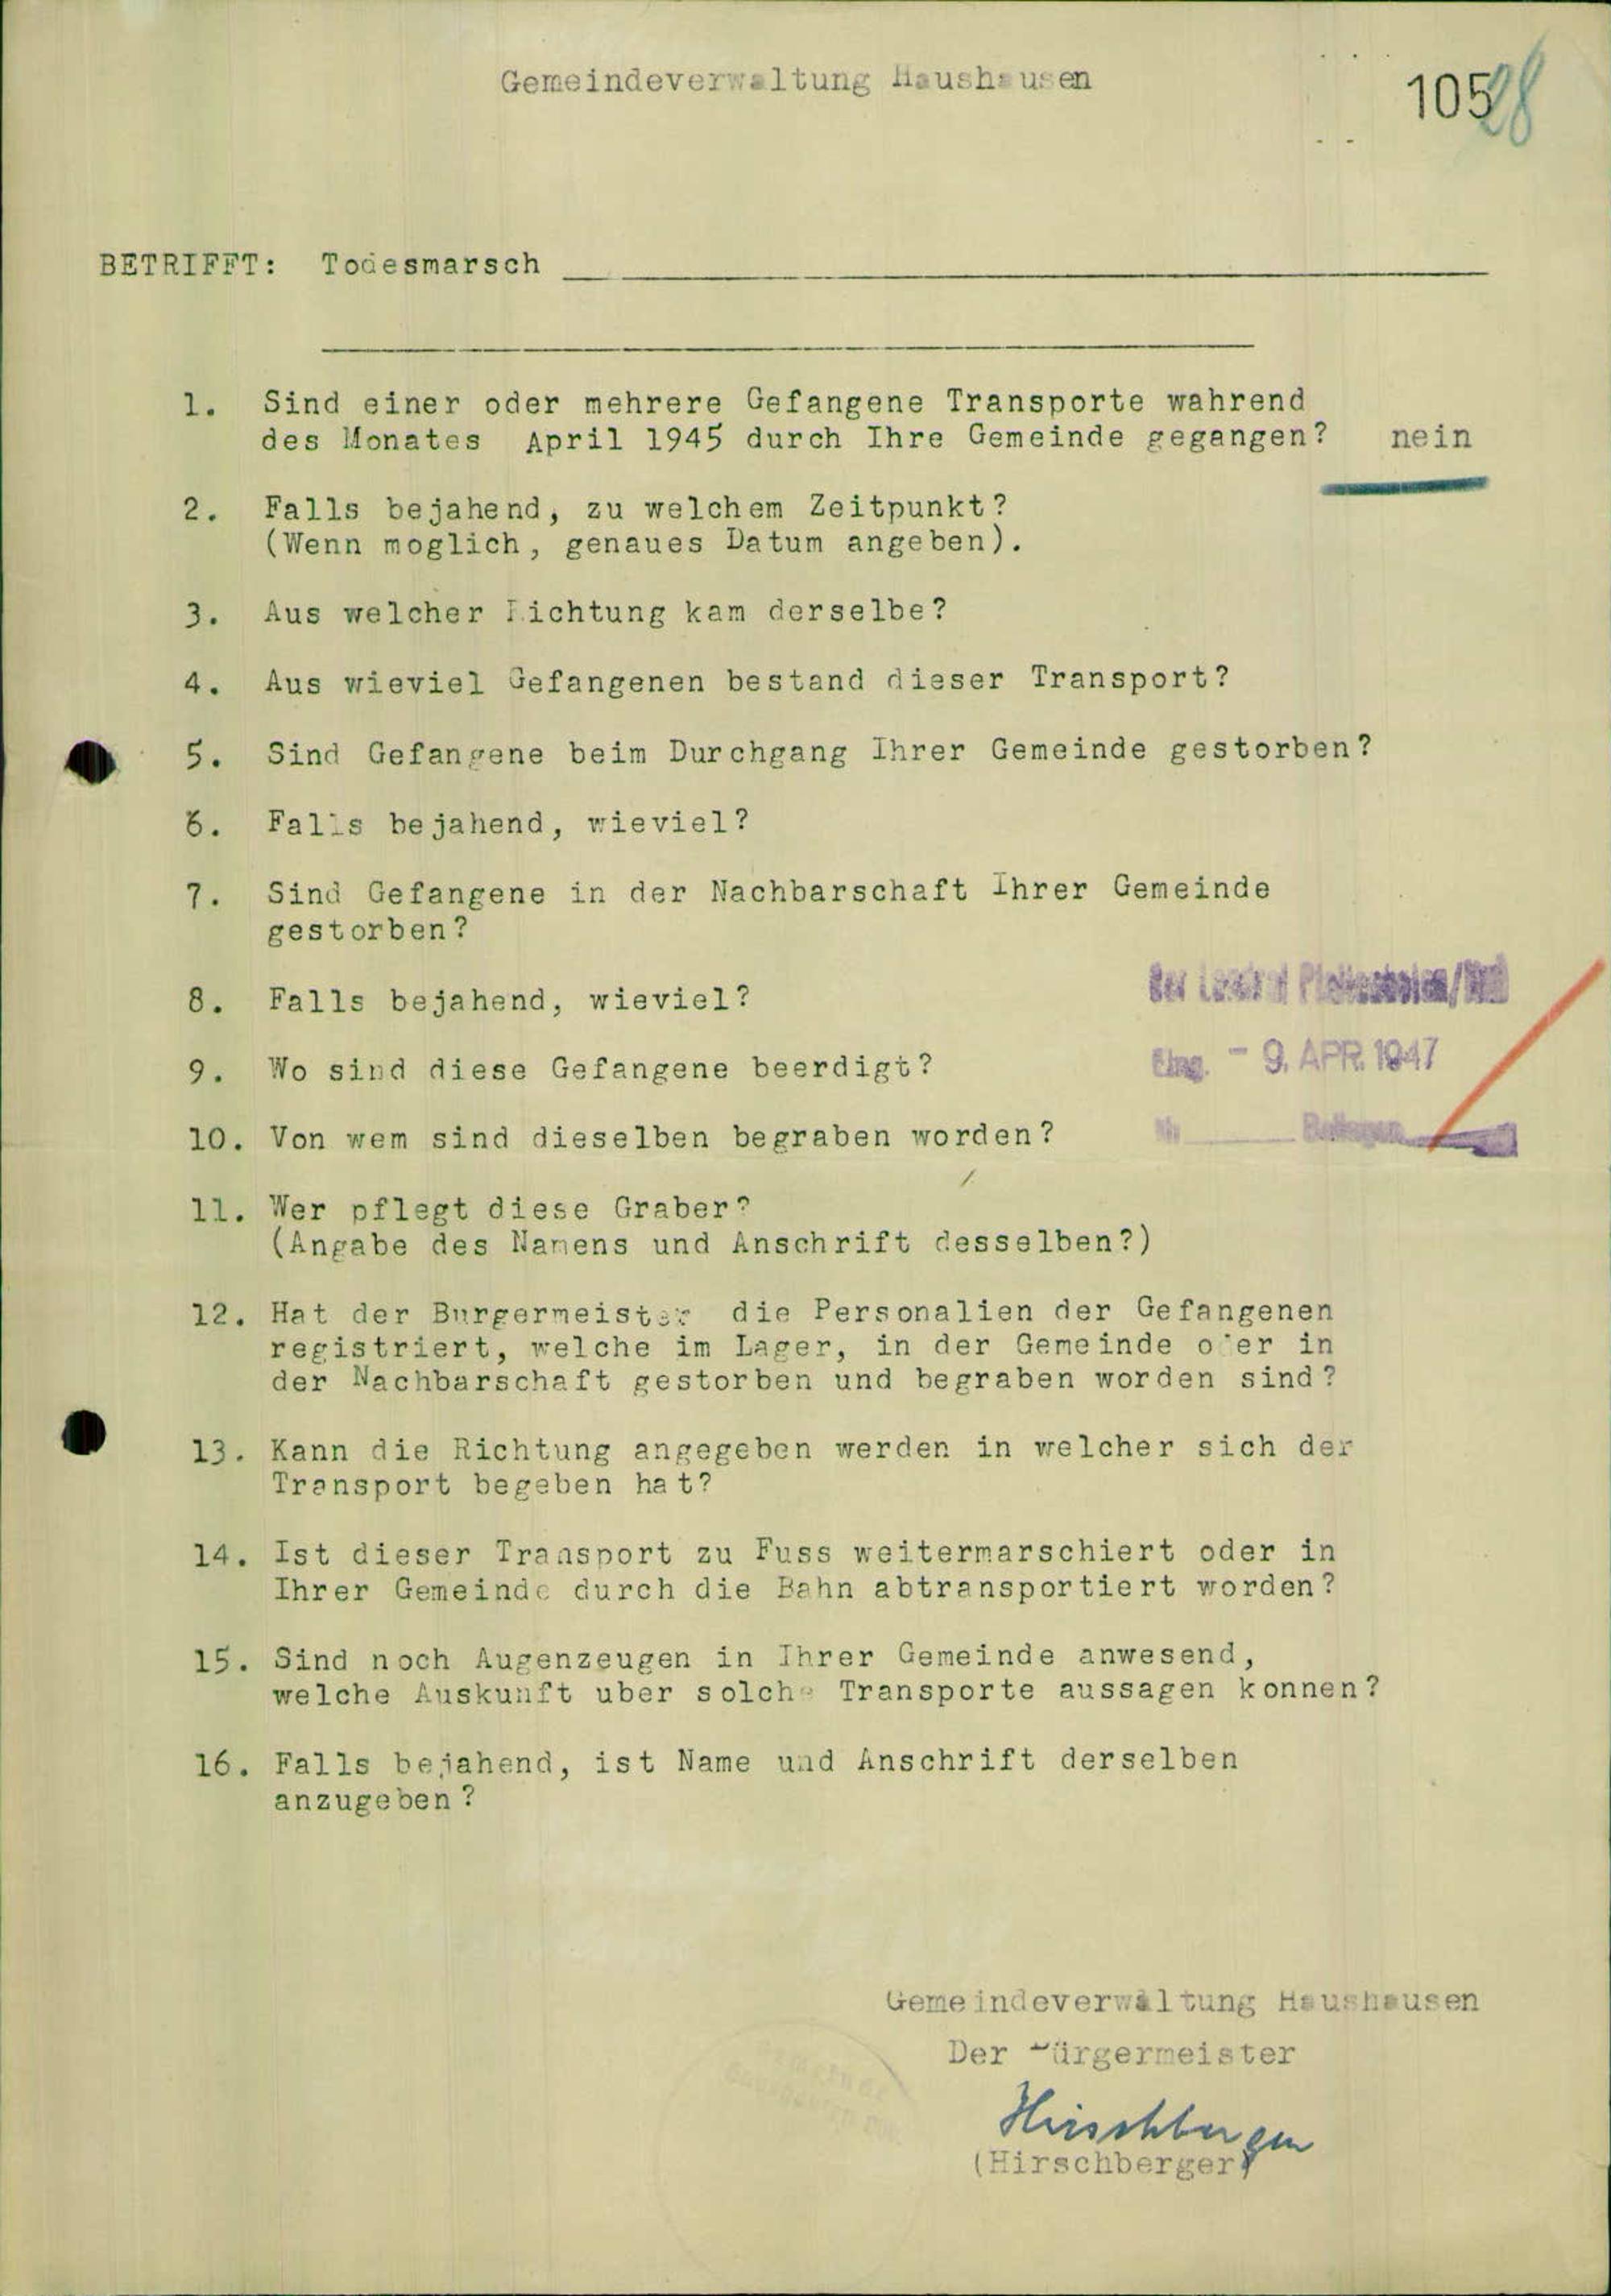 Gemeindeverwaltung Haushausen
105 28
BETRIFFT: Todesmarsch
1. Sind einer oder mehrere Gefangene Transporte wahrend
des Monates April 1945 durch Ihre Gemeinde gegangen? nein
2. Falls bejahend, zu welchem Zeitpunkt?
(Wenn moglich, genaues Datum angeben).
3. Aus welcher Richtung kam derselbe?
4. Aus wieviel Gefangenen bestand dieser Transport?
5. Sind Gefangene beim Durchgang Ihrer Gemeinde gestorben?
6. Falls bejahend, wieviel?
7. Sind Gefangene in der Nachbarschaft Ihrer Gemeinde
gestorben?
8. Falls bejahend, wieviel?
Der Landrat
9. Wo sind diese Gefangene beerdigt?
Eing. - 9. APR. 1947
10. Von wem sind dieselben begraben worden?
Beilagen
11. Wer pflegt diese Graber?
(Angabe des Namens und Anschrift desselben?)
12. Hat der Burgermeister die Personalien der Gefangenen
registriert, welche im Lager, in der Gemeinde oder in
der Nachbarschaft gestorben und begraben worden sind?
13. Kann die Richtung angegeben werden in welcher sich der
Transport begeben hat?
14. Ist dieser Transport zu Fuss weitermarschiert oder in
Ihrer Gemeinde durch die Bahn abtransportiert worden?
15. Sind noch Augenzeugen in Ihrer Gemeinde anwesend,
welche Auskunft uber solche Transporte aussagen konnen?
16. Falls bejahend, ist Name und Anschrift derselben
anzugeben?
Gemeindeverwaltung Haushausen
Der Bürgermeister
Hirschberger
(Hirschberger)